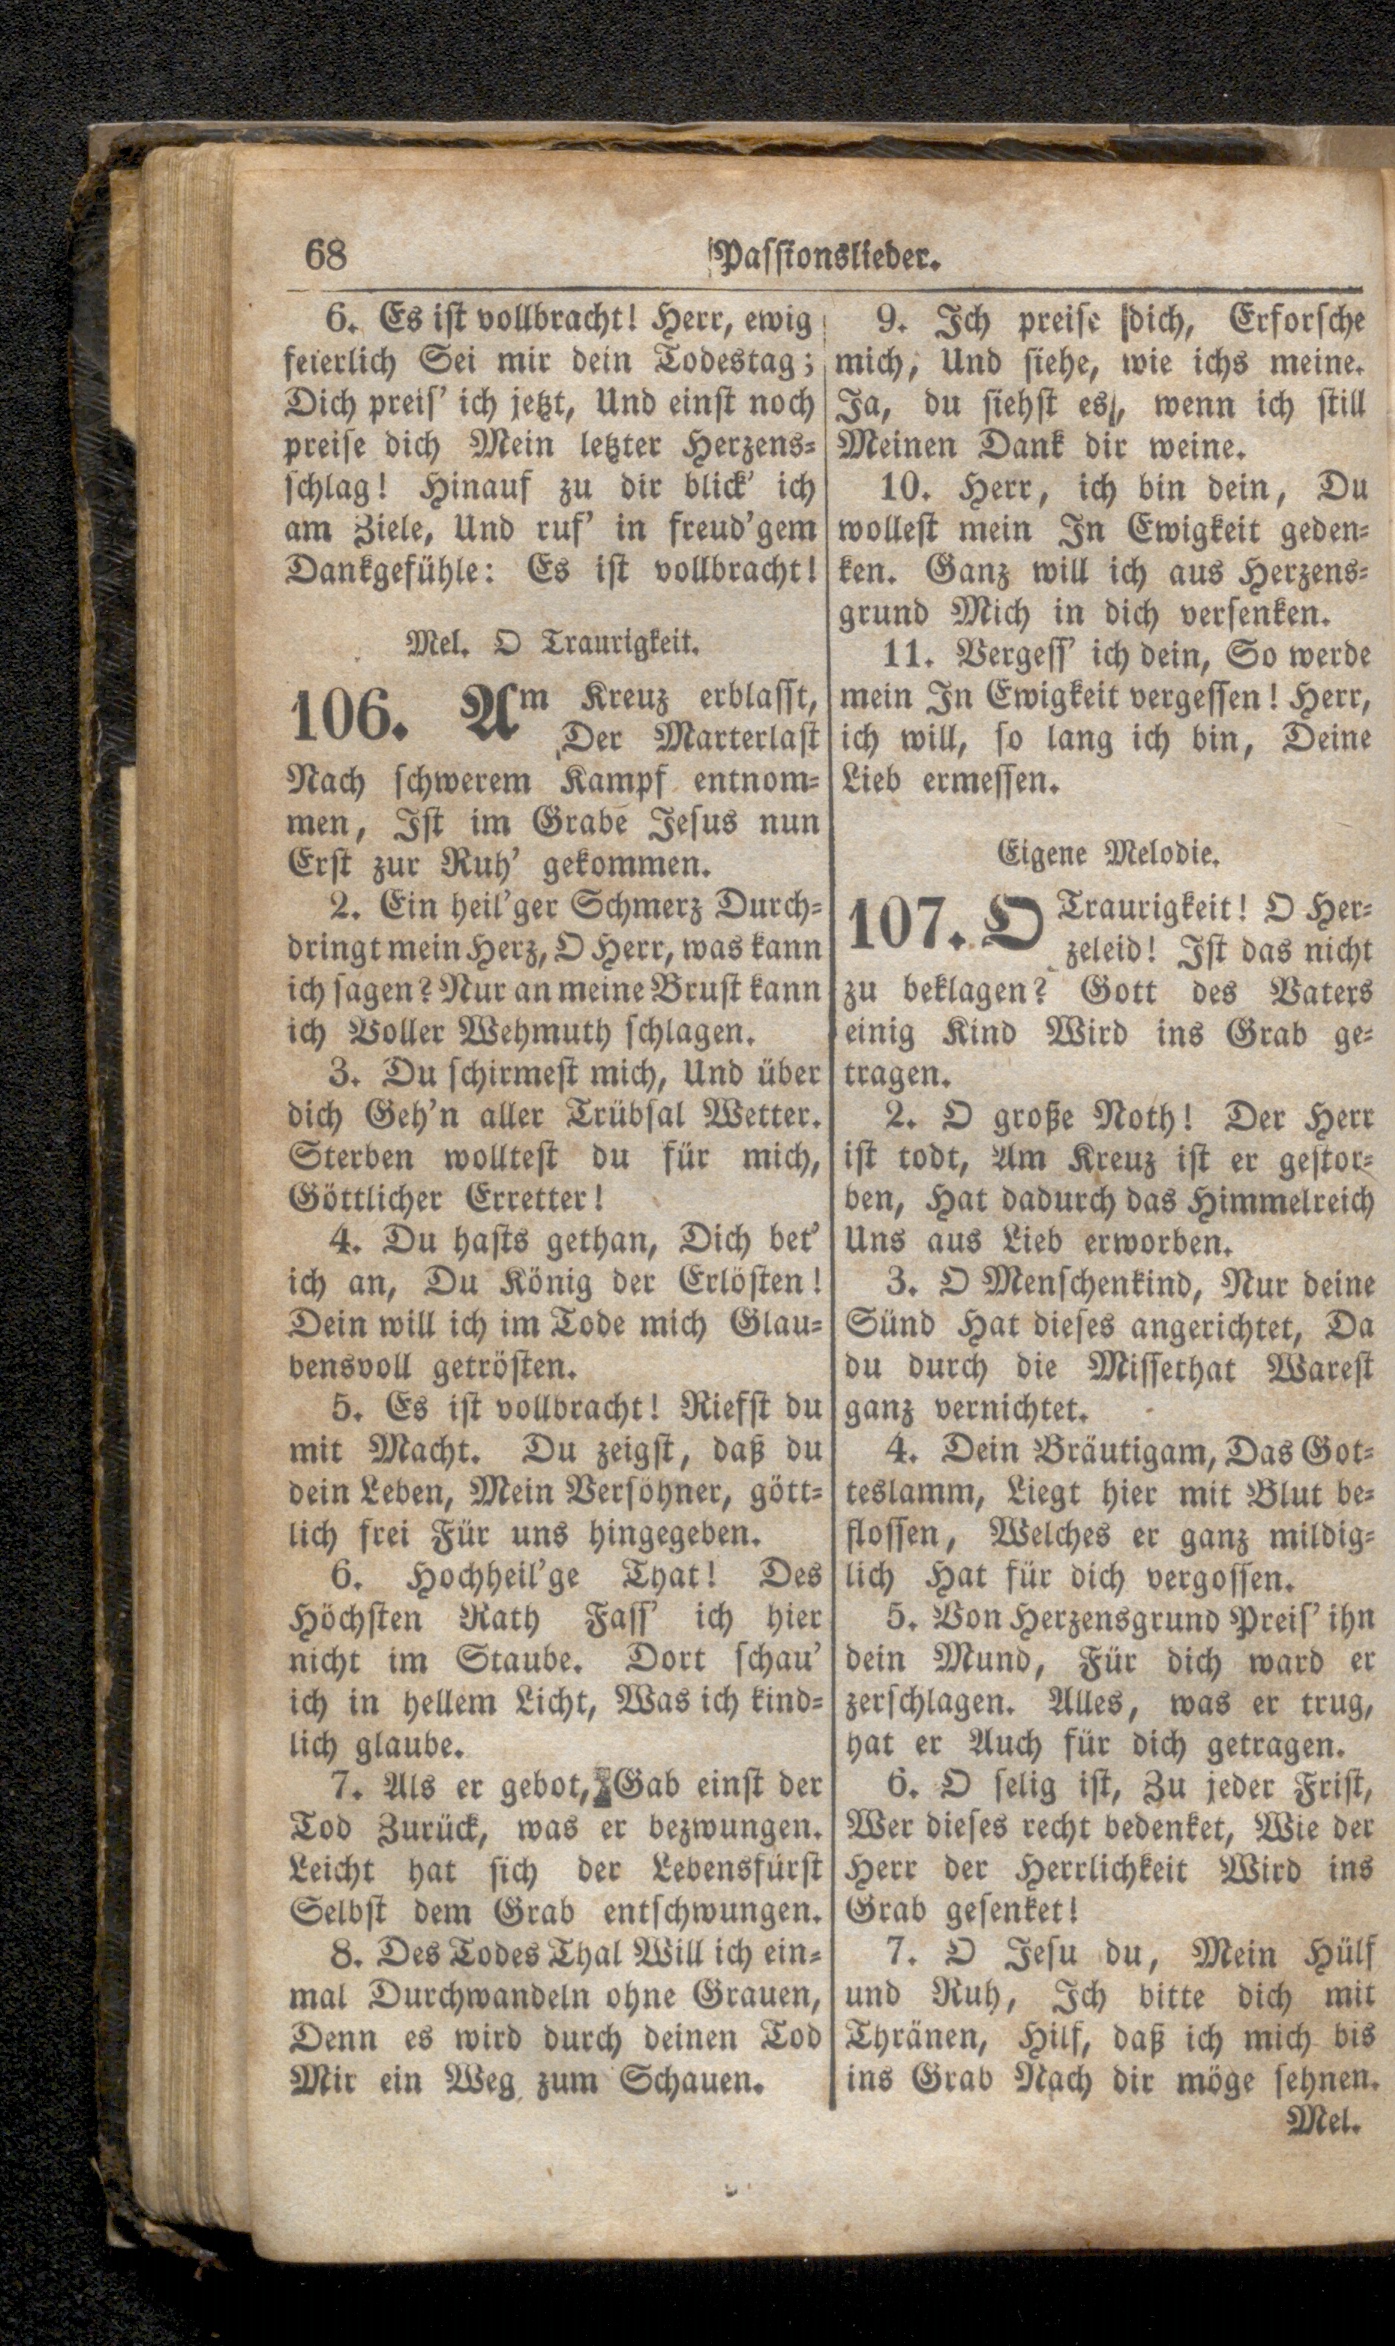 68
Passionslieder.
6. Es ist vollbracht! Herr, ewig
feierlich Sei mir dein Todestag;
Dich preis' ich jetzt, Und einst noch
preise dich Mein letzter Herzens-
schlag! Hinauf zu dir blick' ich
am Ziele, Und ruf' in freud'gem
Dankgefühle: Es ist vollbracht!
Mel. O Traurigkeit.
106. Am Kreuz erblasst,
Der Marterlast
Nach schwerem Kampf entnom-
men, Ist im Grabe Jesus nun
Erst zur Ruh' gekommen.
2. Ein heil'ger Schmerz Durch-
dringt mein Herz, O Herr, was kann
ich sagen? Nur an meine Brust kann
ich Voller Wehmuth schlagen.
3. Du schirmest mich, Und über
dich Geh'n aller Trübsal Wetter.
Sterben wolltest du für mich,
Göttlicher Erretter!
4. Du hasts gethan, Dich bet'
ich an, Du König der Erlösten!
Dein will ich im Tode mich Glau-
bensvoll getrösten.
5. Es ist vollbracht! Riefst du
mit Macht. Du zeigst, daß du
dein Leben, Mein Versöhner, gött-
lich frei Für uns hingegeben.
6. Hochheil'ge That! Des
Höchsten Rath Fass' ich hier
nicht im Staube. Dort schau'
ich in hellem Licht, Was ich kind-
lich glaube.
7. Als er gebot, Gab einst der
Tod Zurück, was er bezwungen.
Leicht hat sich der Lebensfürst
Selbst dem Grab entschwungen.
8. Des Todes Thal Will ich ein-
mal Durchwandeln ohne Grauen,
Denn es wird durch deinen Tod
Mir ein Weg zum Schauen.
9. Ich preise dich, Erforsche
mich, Und siehe, wie ichs meine.
Ja, du siehst es, wenn ich still
Meinen Dank dir weine.
10. Herr, ich bin dein, Du
wollest mein In Ewigkeit geden-
ken. Ganz will ich aus Herzens-
grund Mich in dich versenken.
11. Vergess' ich dein, So werde
mein In Ewigkeit vergessen! Herr,
ich will, so lang ich bin, Deine
Lieb ermessen.
Eigene Melodie.
107. O Traurigkeit! O Her-
zeleid! Ist das nicht
zu beklagen? Gott des Vaters
einig Kind Wird ins Grab ge-
tragen.
2. O große Noth! Der Herr
ist todt, Am Kreuz ist er gestor-
ben, Hat dadurch das Himmelreich
Uns aus Lieb erworben.
3. O Menschenkind, Nur deine
Sünd Hat dieses angerichtet, Da
du durch die Missethat Warest
ganz vernichtet.
4. Dein Bräutigam, Das Got-
teslamm, Liegt hier mit Blut be-
flossen, Welches er ganz mildig-
lich Hat für dich vergossen.
5. Von Herzensgrund Preis' ihn
dein Mund, Für dich ward er
zerschlagen. Alles, was er trug,
hat er Auch für dich getragen.
6. O selig ist, Zu jeder Frist,
Wer dieses recht bedenket, Wie der
Herr der Herrlichkeit Wird ins
Grab gesenket!
7. O Jesu du, Mein Hülf
und Ruh, Ich bitte dich mit
Thränen, Hilf, daß ich mich bis
ins Grab Nach dir möge sehnen.
Mel.